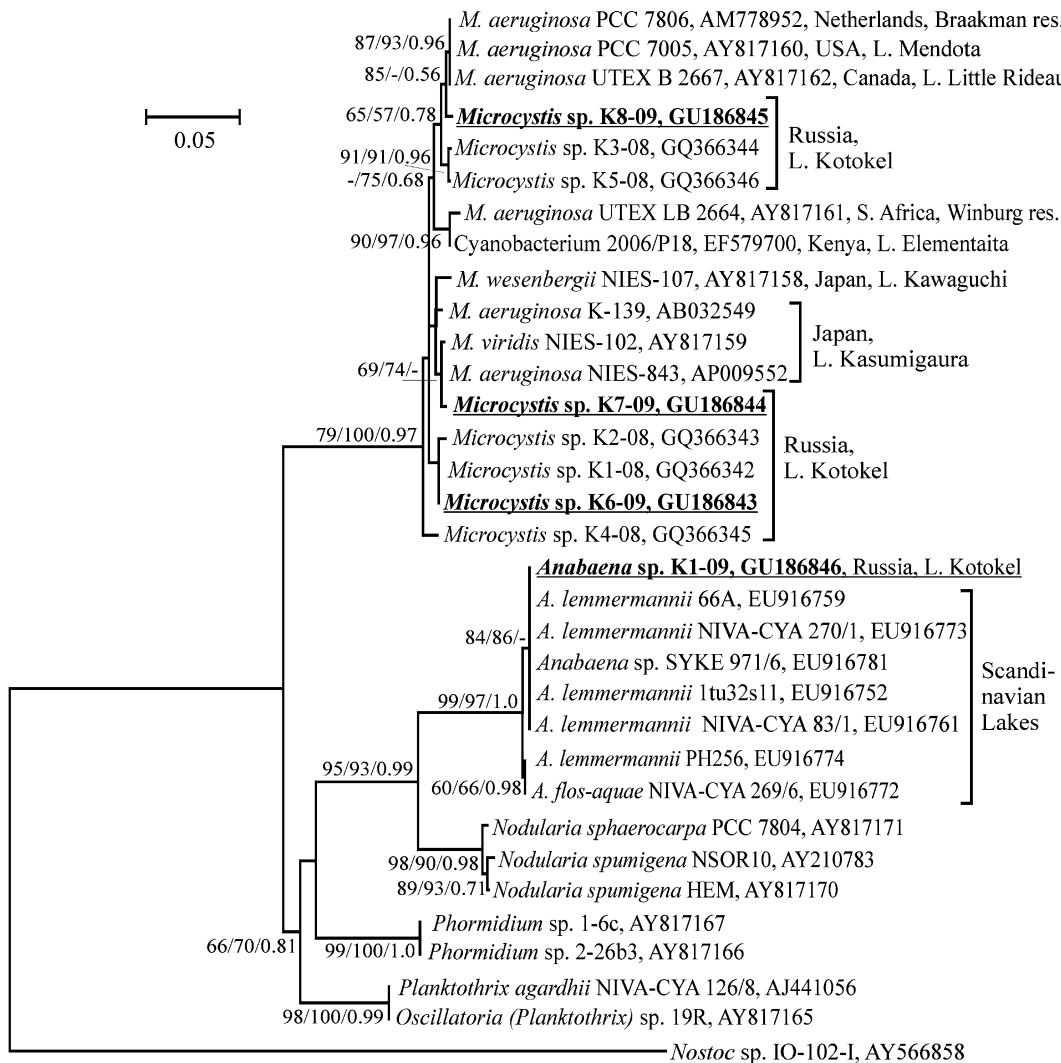 M. aeruginosa PCC 7806, AM778952, Netherlands, Braakman res.
87/93/0.96
M. aeruginosa PCC 7005, AY817160, USA, L. Mendota
85/-/0.56
M. aeruginosa UTEX B 2667, AY817162, Canada, L. Little Rideau
65/57/0.78
Microcystis sp. K8-09, GU186845
0.05
Russia,
L. Kotokel
91/91/0.96
Microcystis sp. K3-08, GQ366344
-/75/0.68
Microcystis sp. K5-08, GQ366346
M. aeruginosa UTEX LB 2664, AY817161, S. Africa, Winburg res.
90/97/0.96
Cyanobacterium 2006/P18, EF579700, Kenya, L. Elementaita
M. wesenbergii NIES-107, AY817158, Japan, L. Kawaguchi
M. aeruginosa K-139, AB032549
Japan,
L. Kasumigaura
M. viridis NIES-102, AY817159
69/74/-
M. aeruginosa NIES-843, AP009552
Microcystis sp. K7-09, GU186844
79/100/0.97
Microcystis sp. K2-08, GQ366343
Russia,
L. Kotokel
Microcystis sp. K1-08, GQ366342
Microcystis sp. K6-09, GU186843
Microcystis sp. K4-08, GQ366345
Anabaena sp. K1-09, GU186846, Russia, L. Kotokel
A. lemmermannii 66A, EU916759
84/86/-
A. lemmermannii NIVA-CYA 270/1, EU916773
Anabaena sp. SYKE 971/6, EU916781
Scandi-
navian
Lakes
99/97/1.0
A. lemmermannii 1tu32s11, EU916752
A. lemmermannii NIVA-CYA 83/1, EU916761
95/93/0.99
A. lemmermannii PH256, EU916774
60/66/0.98
A. flos-aquae NIVA-CYA 269/6, EU916772
Nodularia sphaerocarpa PCC 7804, AY817171
98/90/0.98
Nodularia spumigena NSOR10, AY210783
89/93/0.71
Nodularia spumigena HEM, AY817170
Phormidium sp. 1-6c, AY817167
66/70/0.81
99/100/1.0
Phormidium sp. 2-26b3, AY817166
Planktothrix agardhii NIVA-CYA 126/8, AJ441056
98/100/0.99
Oscillatoria (Planktothrix) sp. 19R, AY817165
Nostoc sp. IO-102-I, AY566858